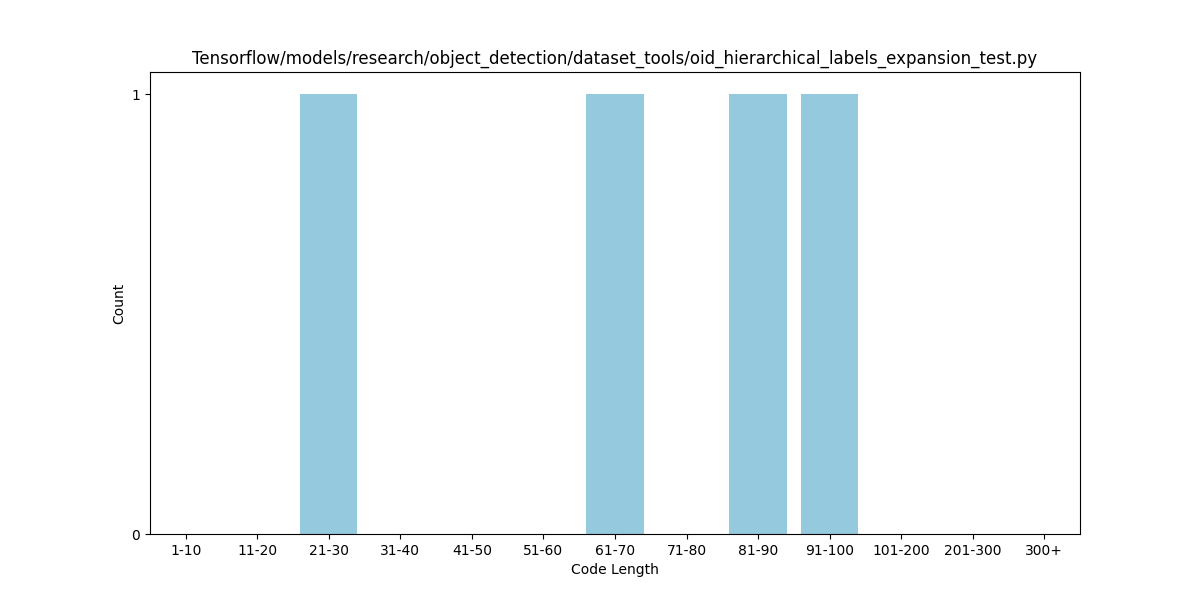 Tensorflow/models/research/object_detection/dataset_tools/oid_hierarchical_labels_expansion_test.py
1
Count
0
1-10 11-20 21-30 31-40 41-50 51-60 61-70 71-80 81-90 91-100 101-200 201-300 300+
Code Length